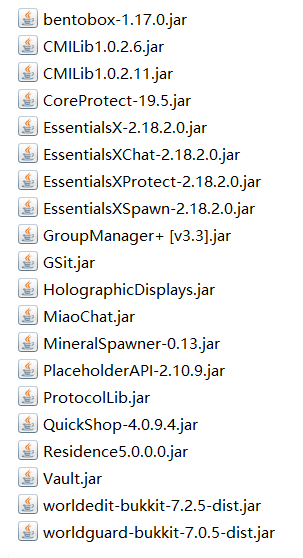 bentobox-1.17.0.jar
CMILib1.0.2.6.jar
CMILib1.0.2.11.jar
CoreProtect-19.5.jar
EssentialsX-2.18.2.0.jar
EssentialsXChat-2.18.2.0.jar
EssentialsXProtect-2.18.2.0.jar
EssentialsXSpawn-2.18.2.0.jar
GroupManager+ [v3.3].jar
GSit.jar
HolographicDisplays.jar
MiaoChat.jar
MineralSpawner-0.13.jar
PlaceholderAPI-2.10.9.jar
ProtocolLib.jar
QuickShop-4.0.9.4.jar
Residence5.0.0.0.jar
Vault.jar
worldedit-bukkit-7.2.5-dist.jar
worldguard-bukkit-7.0.5-dist.jar